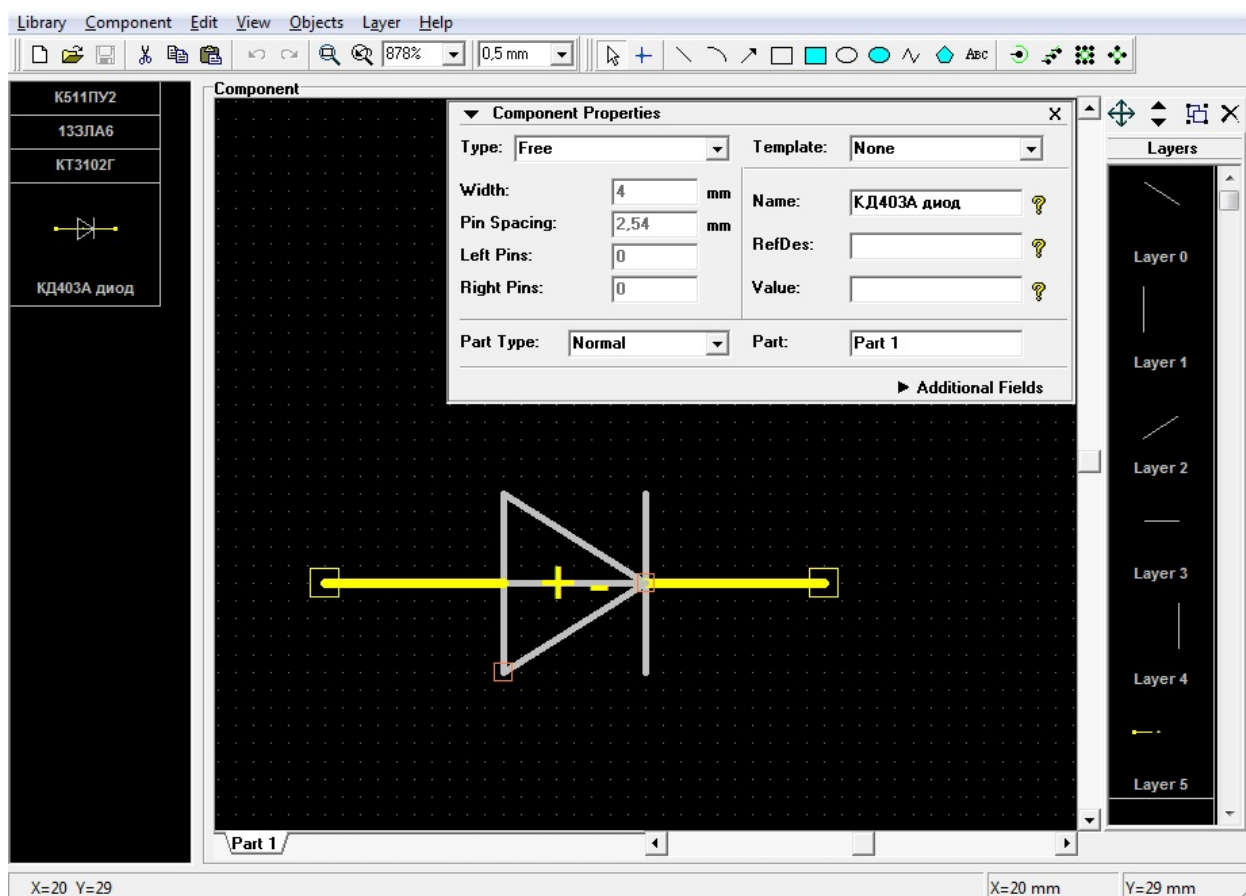 Library Component Edit View Objects Layer Help
878% 0,5 mm ABC
К511ПУ2
133ЛА6
КТ3102Г
КД403А диод
Component
Component Properties X
Type: Free Template: None
Width: 4 mm
Pin Spacing: 2,54 mm
Left Pins: 0
Right Pins: 0
Name: КД403А диод ?
RefDes: ?
Value: ?
Part Type: Normal Part: Part 1
Additional Fields
+ -
Layers
Layer 0
Layer 1
Layer 2
Layer 3
Layer 4
Layer 5
Part 1
X=20 Y=29 X=20 mm Y=29 mm